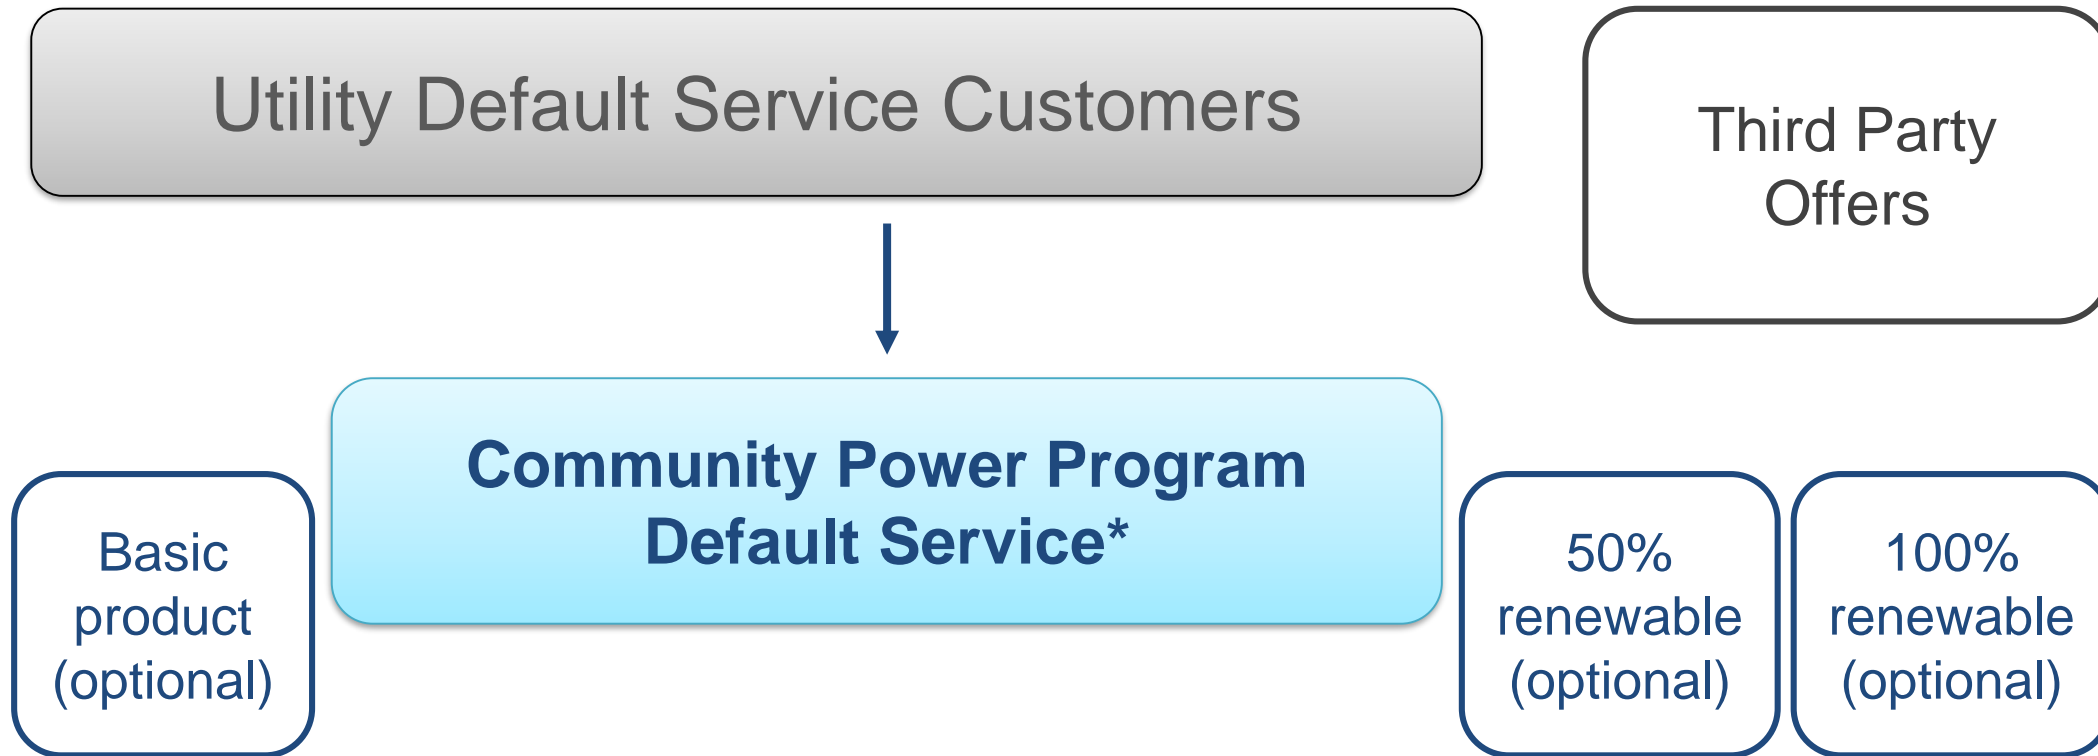 Utility Default Service Customers
Third Party
Offers
Community Power Program
Default Service*
Basic
product
(optional)
50%
renewable
(optional)
100%
renewable
(optional)